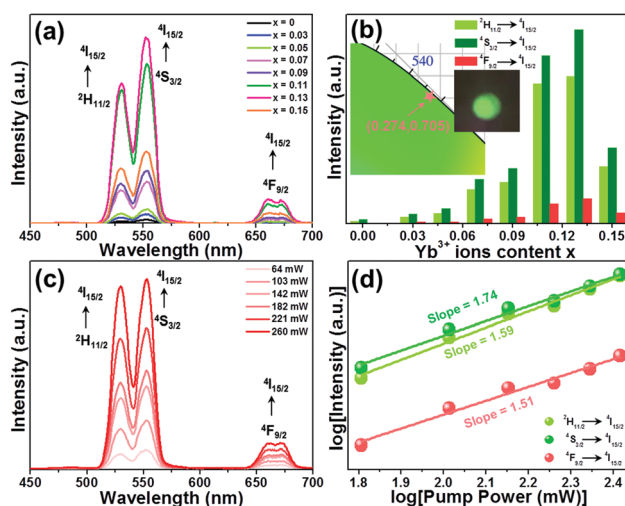 (a)
⁴I₁₅/₂
⁴I₁₅/₂
²H₁₁/₂
⁴S₃/₂
⁴I₁₅/₂
⁴F₉/₂
x = 0
x = 0.03
x = 0.05
x = 0.07
x = 0.09
x = 0.11
x = 0.13
x = 0.15
Intensity (a.u.)
450 500 550 600 650 700
Wavelength (nm)
(b)
²H₁₁/₂→⁴I₁₅/₂
⁴S₃/₂→⁴I₁₅/₂
⁴F₉/₂→⁴I₁₅/₂
540
(0.274,0.705)
Intensity (a.u.)
0.00 0.03 0.06 0.09 0.12 0.15
Yb³⁺ ions content x
(c)
⁴I₁₅/₂
⁴I₁₅/₂
²H₁₁/₂
⁴S₃/₂
⁴I₁₅/₂
⁴F₉/₂
64 mW
103 mW
142 mW
182 mW
221 mW
260 mW
Intensity (a.u.)
450 500 550 600 650 700
Wavelength (nm)
(d)
Slope = 1.74
Slope = 1.59
Slope = 1.51
²H₁₁/₂→⁴I₁₅/₂
⁴S₃/₂→⁴I₁₅/₂
⁴F₉/₂→⁴I₁₅/₂
log[Intensity (a.u.)]
1.8 1.9 2.0 2.1 2.2 2.3 2.4
log[Pump Power (mW)]